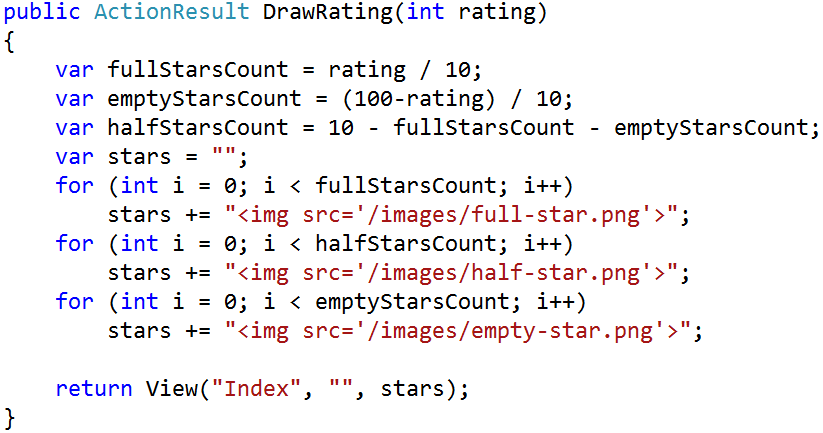 public ActionResult DrawRating(int rating)
{
    var fullStarsCount = rating / 10;
    var emptyStarsCount = (100-rating) / 10;
    var halfStarsCount = 10 - fullStarsCount - emptyStarsCount;
    var stars = "";
    for (int i = 0; i < fullStarsCount; i++)
        stars += "<img src='/images/full-star.png'>";
    for (int i = 0; i < halfStarsCount; i++)
        stars += "<img src='/images/half-star.png'>";
    for (int i = 0; i < emptyStarsCount; i++)
        stars += "<img src='/images/empty-star.png'>";

    return View("Index", "", stars);
}